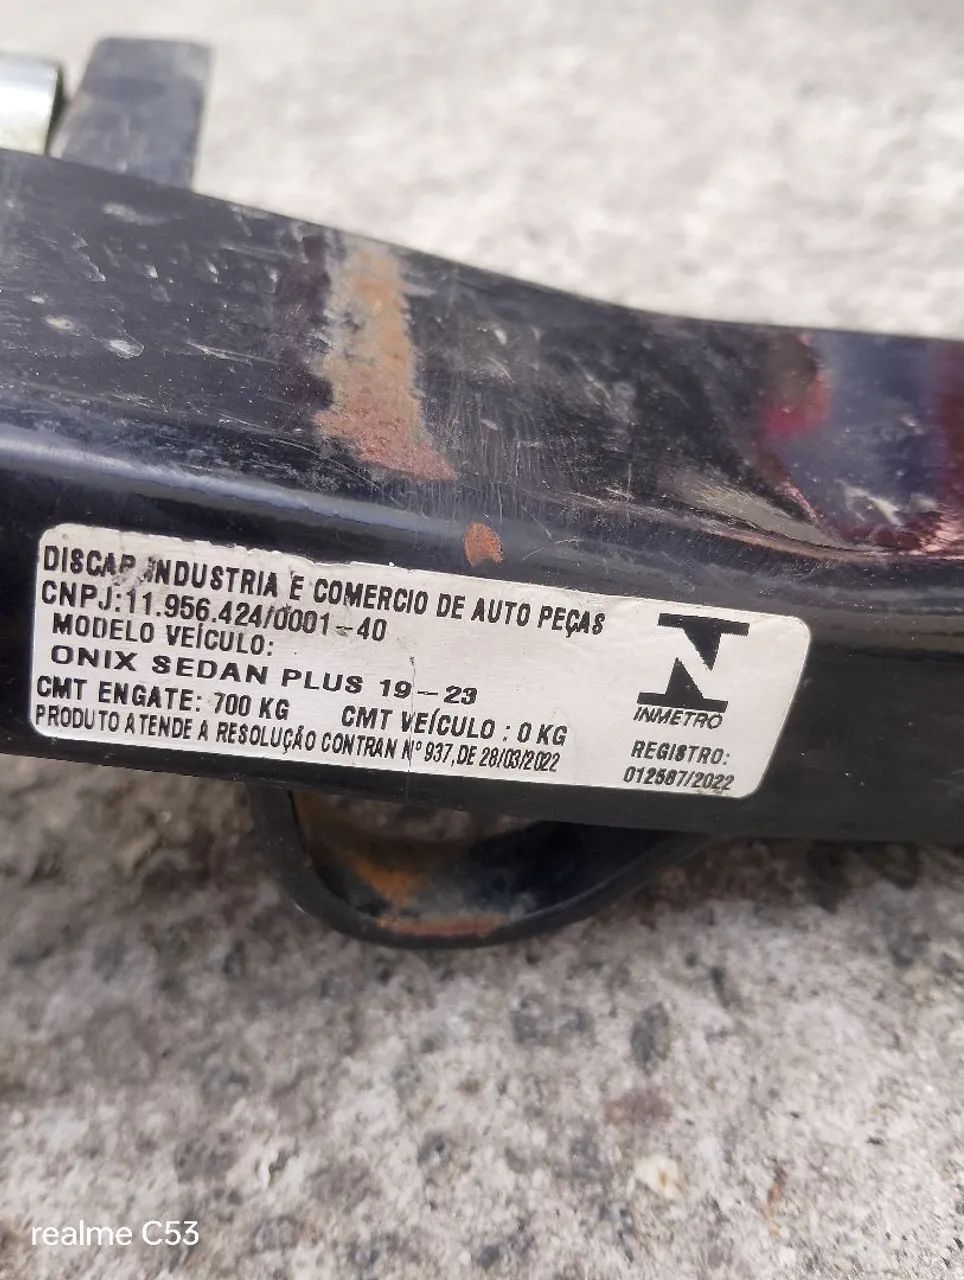 DISCAR INDUSTRIA E COMERCIO DE AUTO PEÇAS
CNPJ:11.956.424/0001-40
MODELO VEÍCULO:
ONIX SEDAN PLUS 19-23
CMT ENGATE: 700 KG CMT VEÍCULO : 0 KG
PRODUTO ATENDE A RESOLUÇÃO CONTRAN Nº 937, DE 28/03/2022
INMETRO
REGISTRO:
012587/2022
realme C53